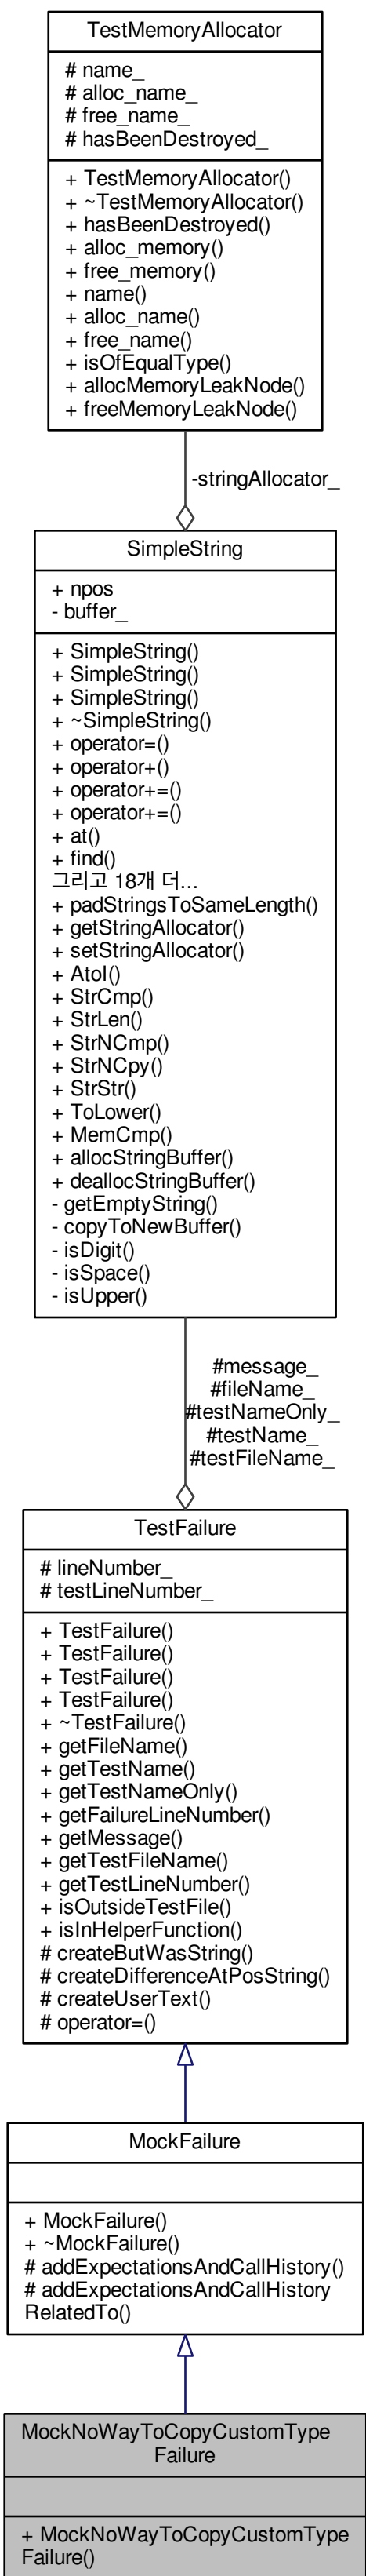 TestMemoryAllocator
# name_
# alloc_name_
# free_name_
# hasBeenDestroyed_
+ TestMemoryAllocator()
+ ~TestMemoryAllocator()
+ hasBeenDestroyed()
+ alloc_memory()
+ free_memory()
+ name()
+ alloc_name()
+ free_name()
+ isOfEqualType()
+ allocMemoryLeakNode()
+ freeMemoryLeakNode()
-stringAllocator_
SimpleString
+ npos
- buffer_
+ SimpleString()
+ SimpleString()
+ SimpleString()
+ ~SimpleString()
+ operator=()
+ operator+()
+ operator+=()
+ operator+=()
+ at()
+ find()
그리고 18개 더...
+ padStringsToSameLength()
+ getStringAllocator()
+ setStringAllocator()
+ AtoI()
+ StrCmp()
+ StrLen()
+ StrNCmp()
+ StrNCpy()
+ StrStr()
+ ToLower()
+ MemCmp()
+ allocStringBuffer()
+ deallocStringBuffer()
- getEmptyString()
- copyToNewBuffer()
- isDigit()
- isSpace()
- isUpper()
#message_
#fileName_
#testNameOnly_
#testName_
#testFileName_
TestFailure
# lineNumber_
# testLineNumber_
+ TestFailure()
+ TestFailure()
+ TestFailure()
+ TestFailure()
+ ~TestFailure()
+ getFileName()
+ getTestName()
+ getTestNameOnly()
+ getFailureLineNumber()
+ getMessage()
+ getTestFileName()
+ getTestLineNumber()
+ isOutsideTestFile()
+ isInHelperFunction()
# createButWasString()
# createDifferenceAtPosString()
# createUserText()
# operator=()
MockFailure
+ MockFailure()
+ ~MockFailure()
# addExpectationsAndCallHistory()
# addExpectationsAndCallHistory
RelatedTo()
MockNoWayToCopyCustomType
Failure
+ MockNoWayToCopyCustomType
Failure()